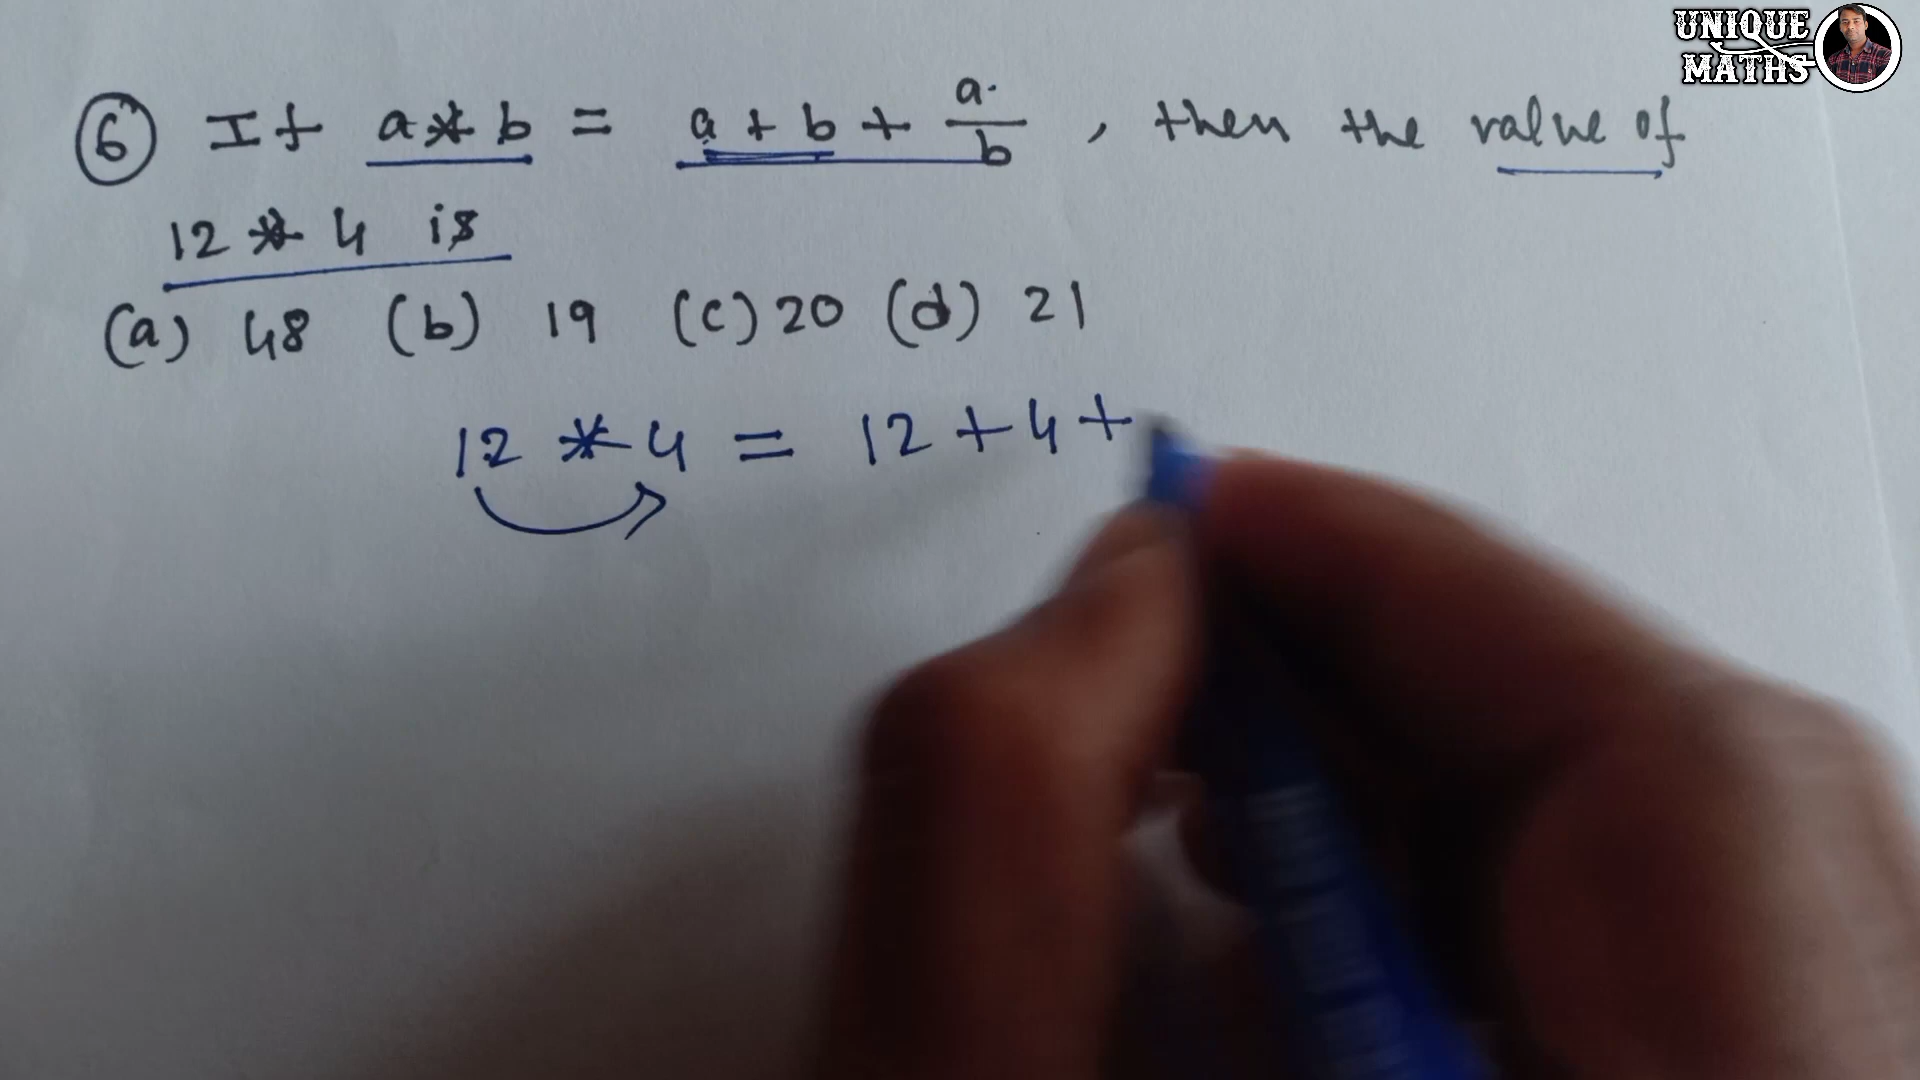 UNIQUE
MATHS
6 If a * b = a + b + a/b , then the value of
12 * 4 is
(a) 48 (b) 19 (c) 20 (d) 21
12 * 4 = 12 + 4 +